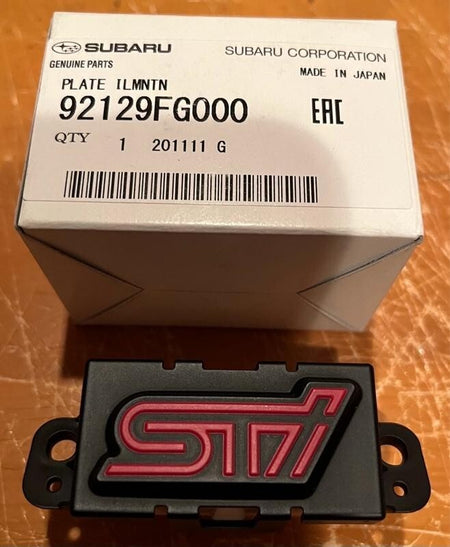 SUBARU
SUBARU CORPORATION
GENUINE PARTS
MADE IN JAPAN
PLATE ILMNTN
92129FG000
EAC
QTY 1 201111 G
STi